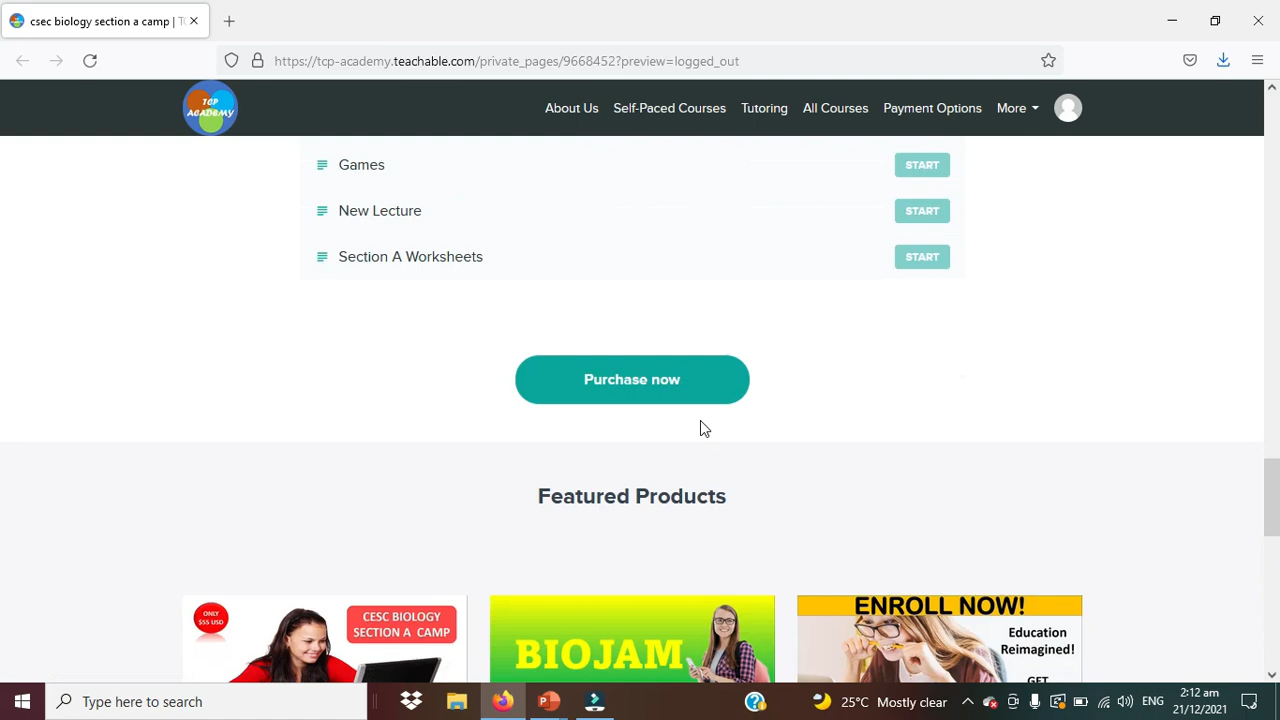 csec biology section a camp | T
https://tcp-academy.teachable.com/private_pages/9668452?preview=logged_out
TCP
ACADEMY
About Us
Self-Paced Courses
Tutoring
All Courses
Payment Options
More
Games
START
New Lecture
START
Section A Worksheets
START
Purchase now
Featured Products
ONLY
$55 USD
CESC BIOLOGY
SECTION A CAMP
BIOJAM
ENROLL NOW!
Education
Reimagined!
GET
Type here to search
25°C Mostly clear
ENG
2:12 am
21/12/2021